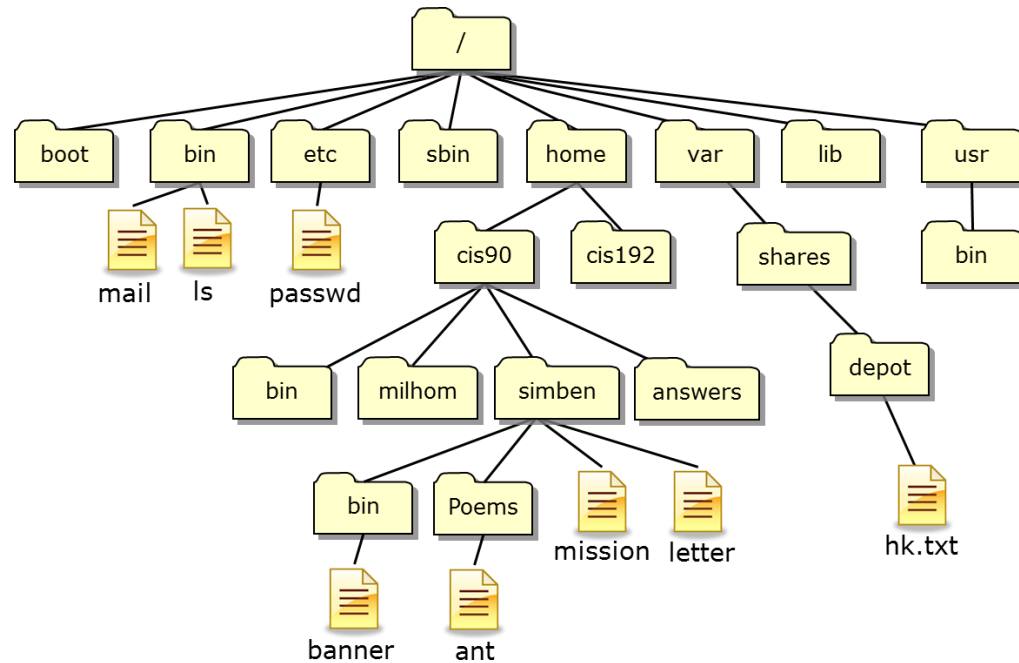 /
boot bin etc sbin home var lib usr
mail ls passwd
cis90 cis192 shares bin
bin milhom simben answers depot
bin Poems mission letter hk.txt
banner ant